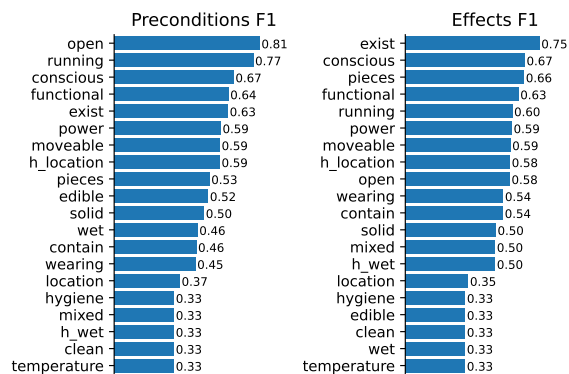 Preconditions F1
open 0.81
running 0.77
conscious 0.67
functional 0.64
exist 0.63
power 0.59
moveable 0.59
h_location 0.59
pieces 0.53
edible 0.52
solid 0.50
wet 0.46
contain 0.46
wearing 0.45
location 0.37
hygiene 0.33
mixed 0.33
h_wet 0.33
clean 0.33
temperature 0.33
Effects F1
exist 0.75
conscious 0.67
pieces 0.66
functional 0.63
running 0.60
power 0.59
moveable 0.59
h_location 0.58
open 0.58
wearing 0.54
contain 0.54
solid 0.50
mixed 0.50
h_wet 0.50
location 0.35
hygiene 0.33
edible 0.33
clean 0.33
wet 0.33
temperature 0.33